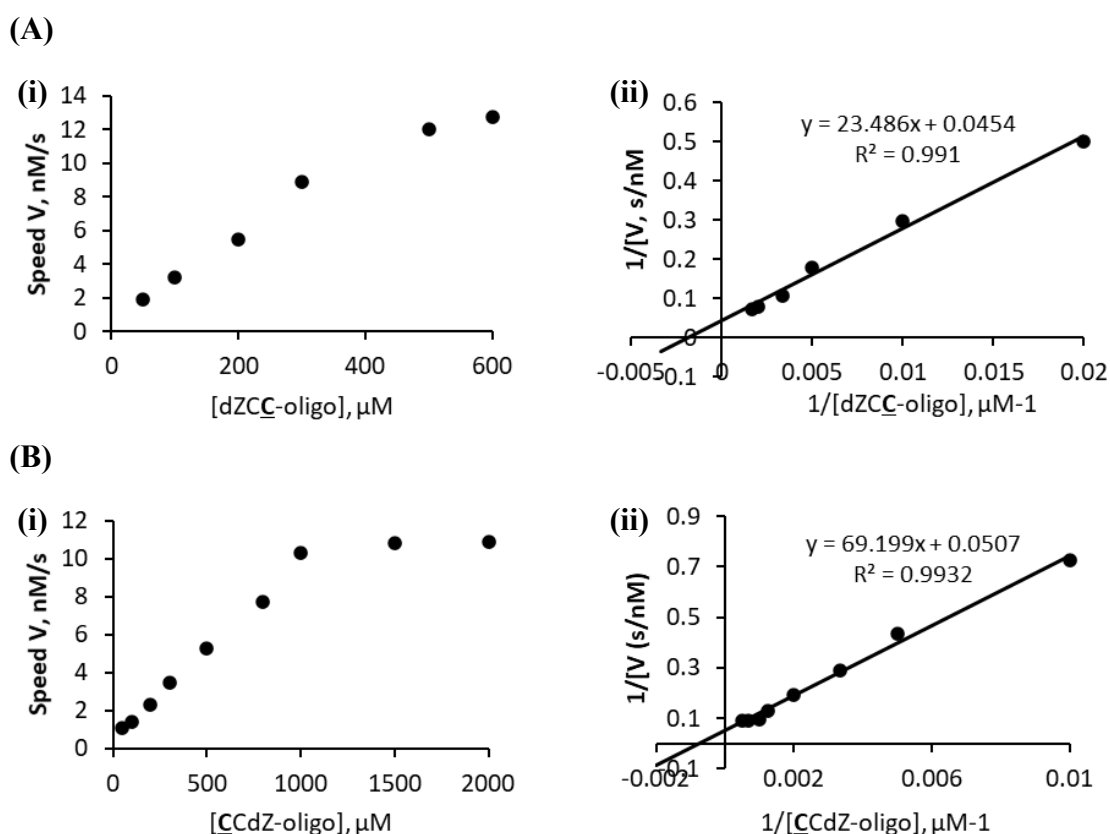 (A)
(i)
14
12
10
8
6
4
2
0
0
200
400
600
Speed V, nM/s
[dZCC-oligo], µM
(ii)
0.6
0.5
0.4
0.3
0.2
0.1
0
-0.1
-0.005
0
0.005
0.01
0.015
0.02
y = 23.486x + 0.0454
R² = 0.991
1/[V, s/nM
1/[dZCC-oligo], µM-1
(B)
(i)
12
10
8
6
4
2
0
0
500
1000
1500
2000
Speed V, nM/s
[CCdZ-oligo], µM
(ii)
0.9
0.7
0.5
0.3
0.1
-0.1
-0.002
0.002
0.006
0.01
y = 69.199x + 0.0507
R² = 0.9932
1/[V (s/nM)
1/[CCdZ-oligo], µM-1